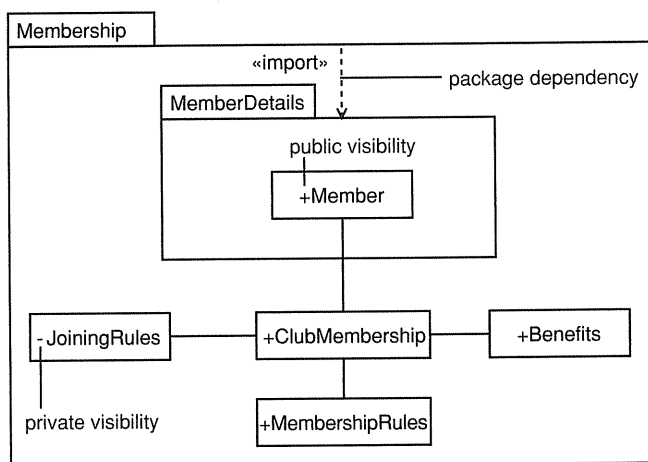 Membership
«import»
package dependency
MemberDetails
public visibility
+Member
-JoiningRules
+ClubMembership
+Benefits
private visibility
+MembershipRules